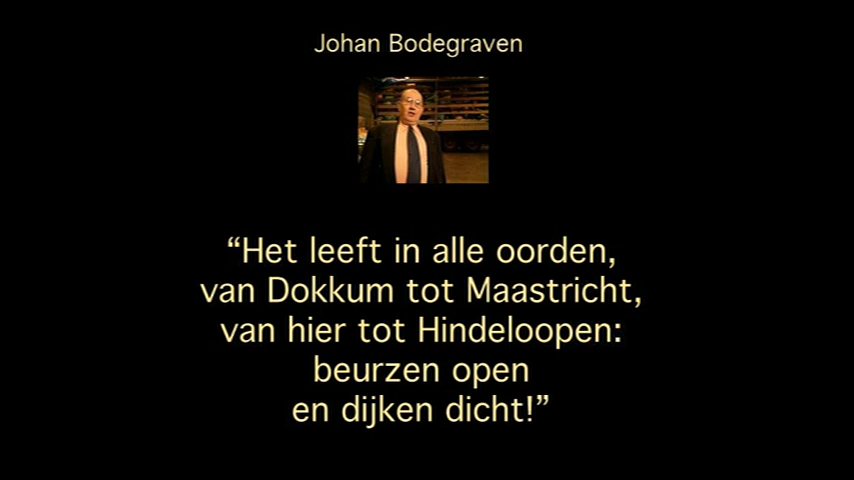 Johan Bodegraven
“Het leeft in alle oorden,
van Dokkum tot Maastricht,
van hier tot Hindeloopen:
beurzen open
en dijken dicht!”